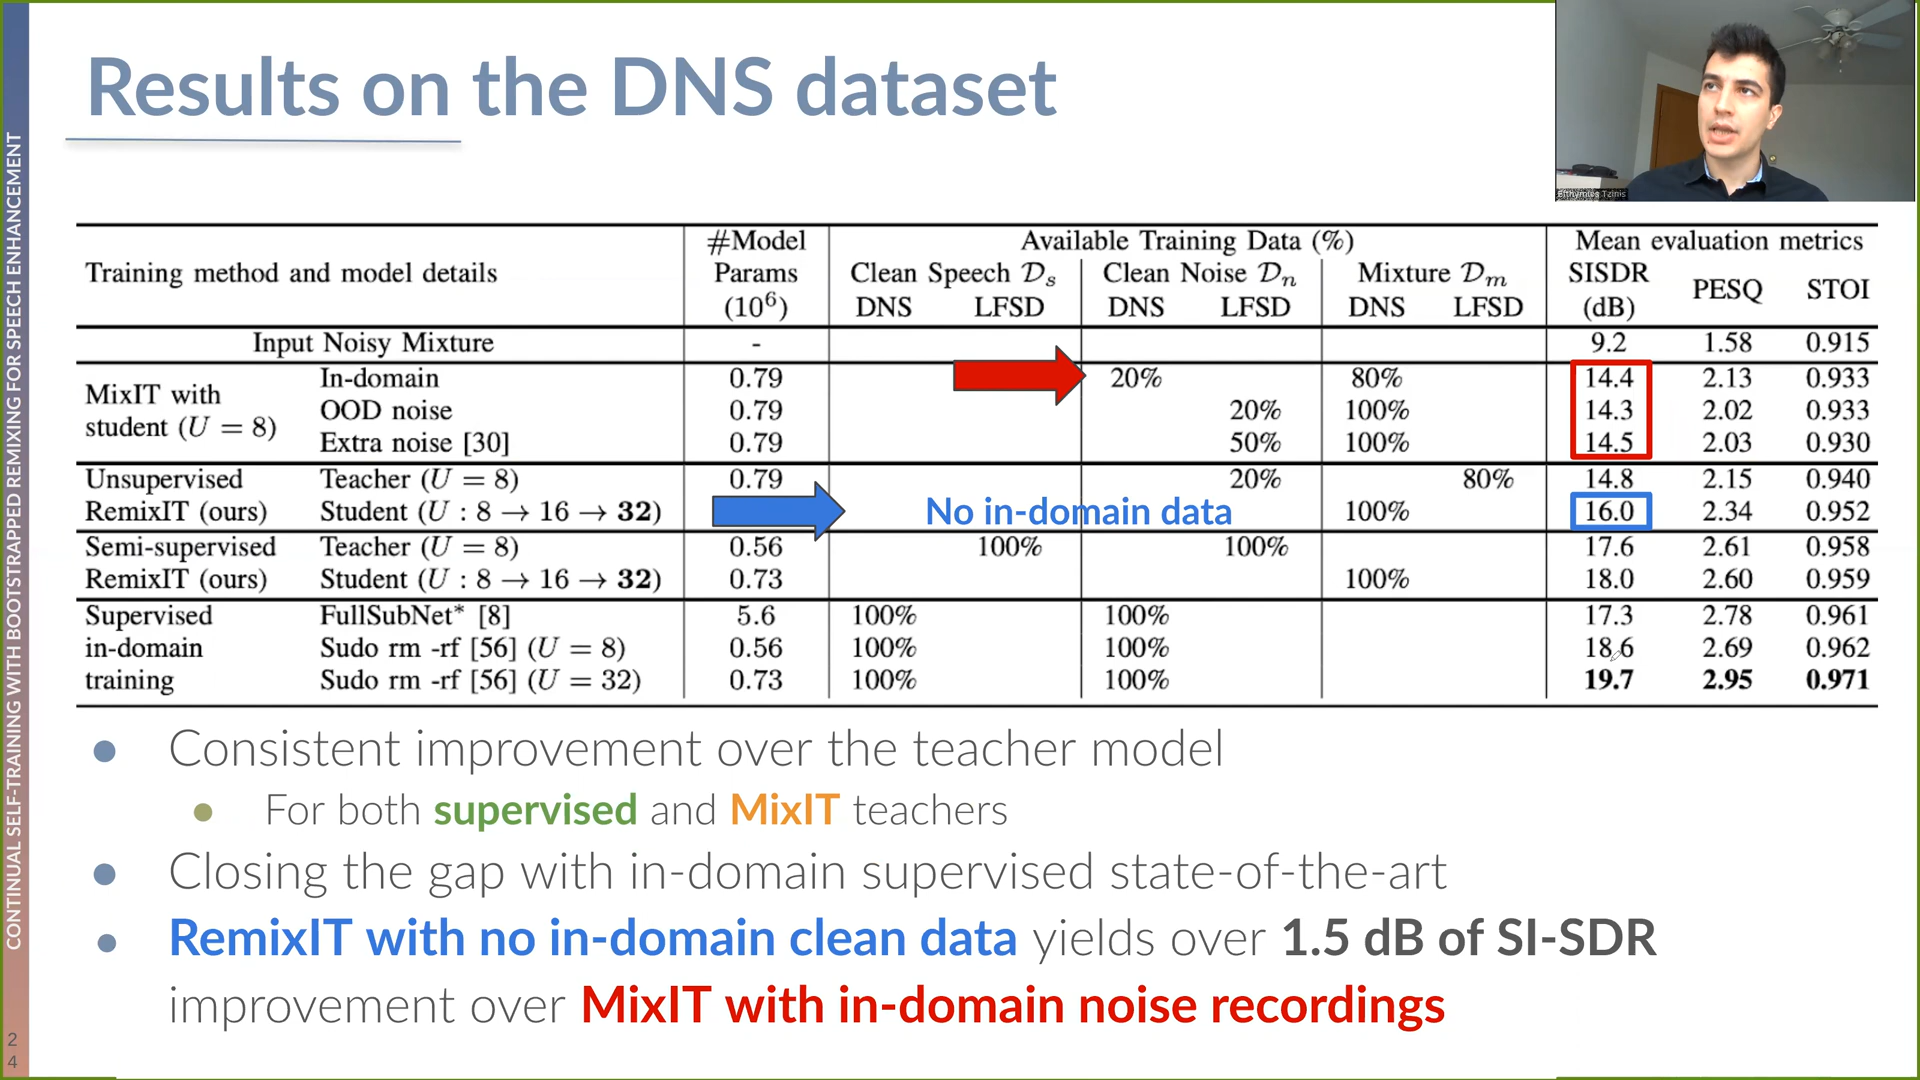 Results on the DNS dataset
Efthymios Tzinis
CONTINUAL SELF-TRAINING WITH BOOTSTRAPPED REMIXING FOR SPEECH ENHANCEMENT
#Model Available Training Data (%) Mean evaluation metrics
Training method and model details Params Clean Speech 𝒟ₛ Clean Noise 𝒟ₙ Mixture 𝒟ₘ SISDR PESQ STOI
(10⁶) DNS LFSD DNS LFSD DNS LFSD (dB)
Input Noisy Mixture - 9.2 1.58 0.915
MixIT with In-domain 0.79 20% 80% 14.4 2.13 0.933
student (U = 8) OOD noise 0.79 20% 100% 14.3 2.02 0.933
Extra noise [30] 0.79 50% 100% 14.5 2.03 0.930
Unsupervised Teacher (U = 8) 0.79 20% 80% 14.8 2.15 0.940
RemixIT (ours) Student (U : 8 → 16 → 32) No in-domain data 100% 16.0 2.34 0.952
Semi-supervised Teacher (U = 8) 0.56 100% 100% 17.6 2.61 0.958
RemixIT (ours) Student (U : 8 → 16 → 32) 0.73 100% 18.0 2.60 0.959
Supervised FullSubNet* [8] 5.6 100% 100% 17.3 2.78 0.961
in-domain Sudo rm -rf [56] (U = 8) 0.56 100% 100% 18.6 2.69 0.962
training Sudo rm -rf [56] (U = 32) 0.73 100% 100% 19.7 2.95 0.971
● Consistent improvement over the teacher model
● For both supervised and MixIT teachers
● Closing the gap with in-domain supervised state-of-the-art
● RemixIT with no in-domain clean data yields over 1.5 dB of SI-SDR
improvement over MixIT with in-domain noise recordings
2
4